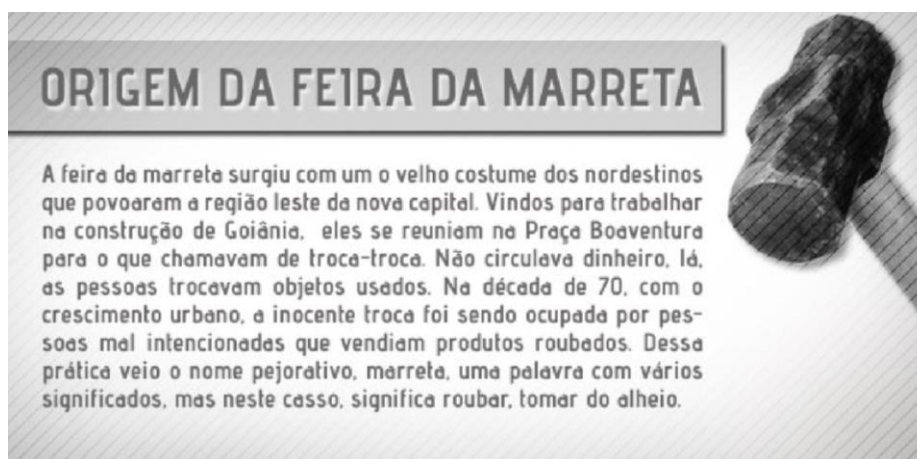 ORIGEM DA FEIRA DA MARRETA
A feira da marreta surgiu com um o velho costume dos nordestinos
que povoaram a região leste da nova capital. Vindos para trabalhar
na construção de Goiânia, eles se reuniam na Praça Boaventura
para o que chamavam de troca-troca. Não circulava dinheiro, lá,
as pessoas trocavam objetos usados. Na década de 70, com o
crescimento urbano, a inocente troca foi sendo ocupada por pes-
soas mal intencionadas que vendiam produtos roubados. Dessa
prática veio o nome pejorativo, marreta, uma palavra com vários
significados, mas neste casso, significa roubar, tomar do alheio.